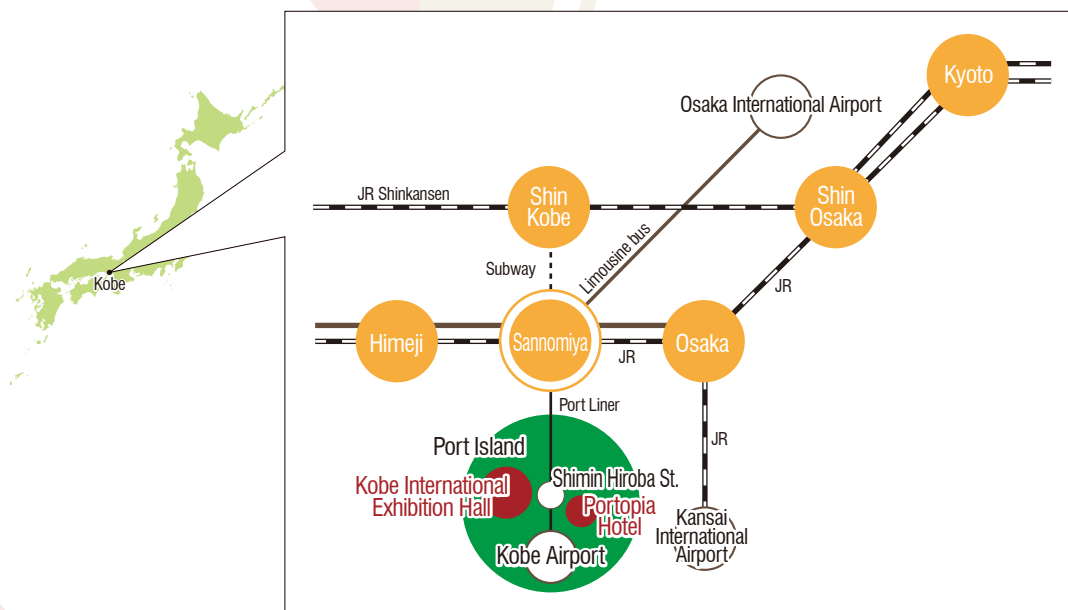 Kyoto
Osaka International Airport
JR Shinkansen
Shin
Kobe
Shin
Osaka
Subway
Limousine bus
Kobe
JR
Himeji
Sannomiya
JR
Osaka
Port Liner
JR
Port Island
Kobe International
Exhibition Hall
Shimin Hiroba St.
Portopia
Hotel
Kobe Airport
Kansai
International
Airport